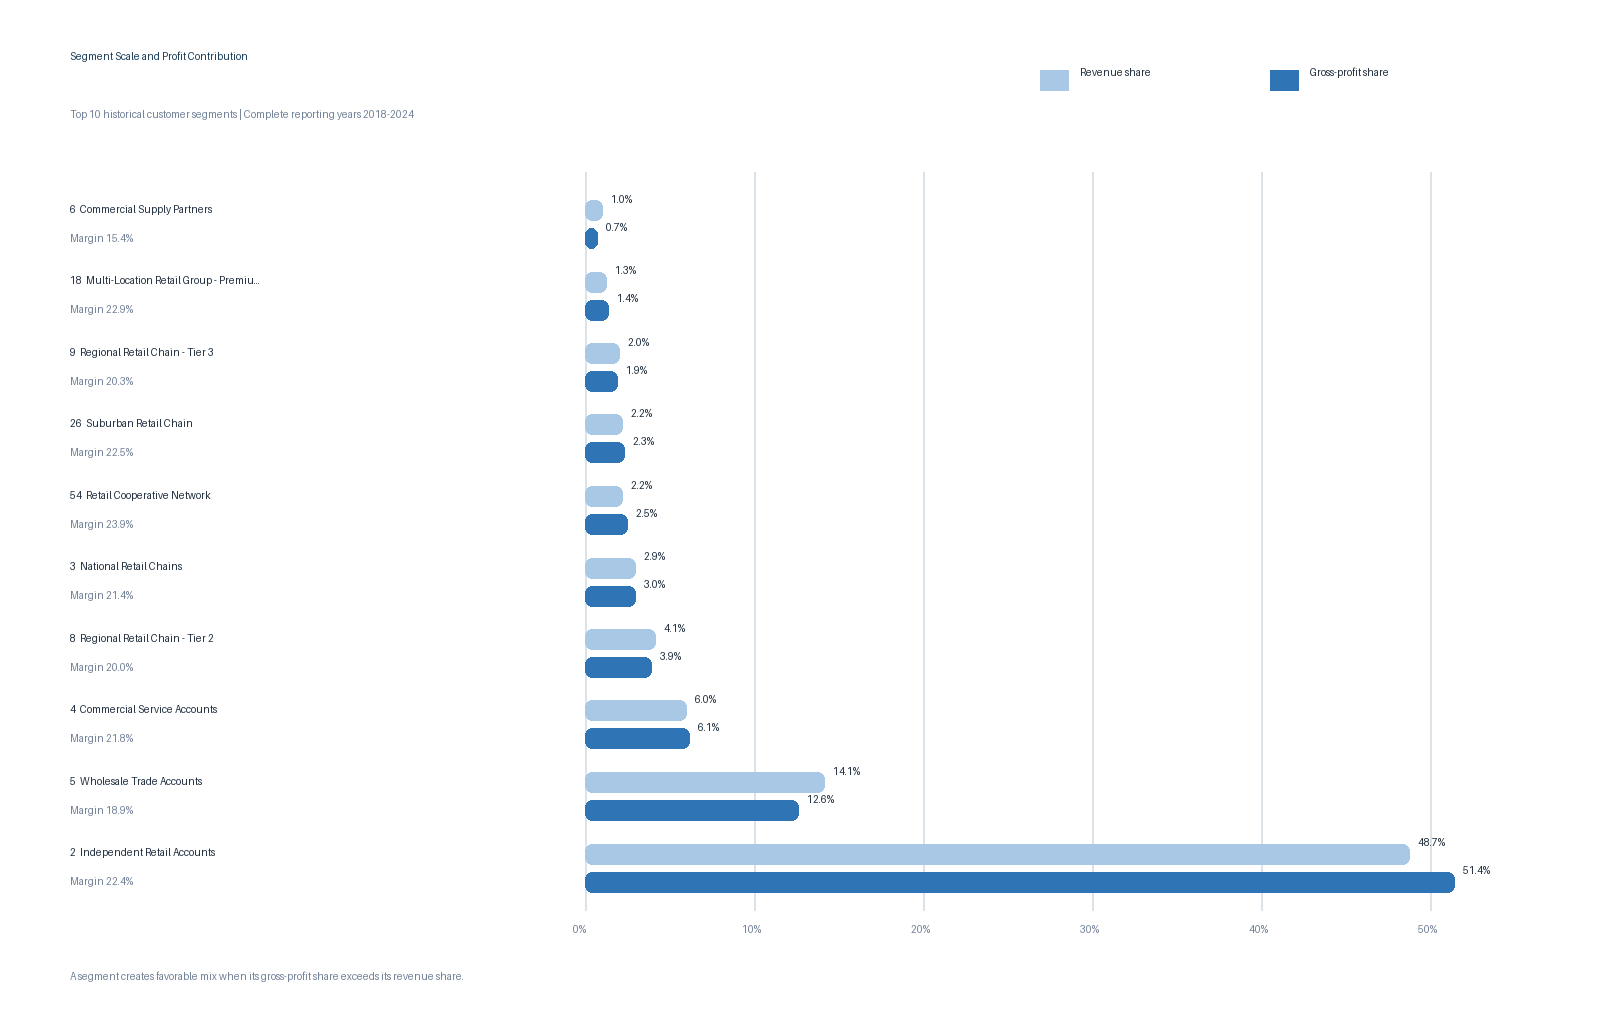 Segment Scale and Profit Contribution
Revenue share
Gross-profit share
Top 10 historical customer segments | Complete reporting years 2018-2024
6 Commercial Supply Partners
1.0%
Margin 15.4%
0.7%
18 Multi-Location Retail Group - Premiu...
1.3%
Margin 22.9%
1.4%
9 Regional Retail Chain - Tier 3
2.0%
Margin 20.3%
1.9%
26 Suburban Retail Chain
2.2%
Margin 22.5%
2.3%
54 Retail Cooperative Network
2.2%
Margin 23.9%
2.5%
3 National Retail Chains
2.9%
Margin 21.4%
3.0%
8 Regional Retail Chain - Tier 2
4.1%
Margin 20.0%
3.9%
4 Commercial Service Accounts
6.0%
Margin 21.8%
6.1%
5 Wholesale Trade Accounts
14.1%
Margin 18.9%
12.6%
2 Independent Retail Accounts
48.7%
Margin 22.4%
51.4%
0% 10% 20% 30% 40% 50%
A segment creates favorable mix when its gross-profit share exceeds its revenue share.